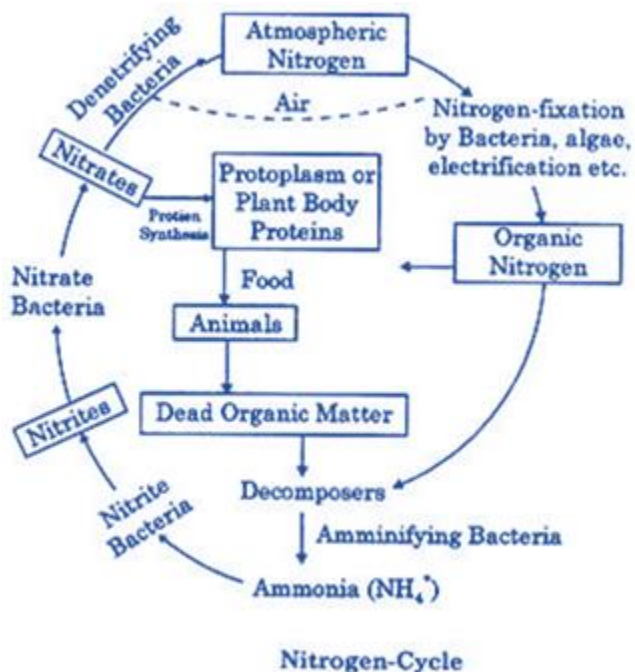 Atmospheric
Nitrogen
Denetrifying
Bacteria
Air
Nitrogen-fixation
by Bacteria, algae,
electrification etc.
Nitrates
Protien
Synthesis
Protoplasm or
Plant Body
Proteins
Organic
Nitrogen
Nitrate
Bacteria
Food
Animals
Nitrites
Dead Organic Matter
Decomposers
Nitrite
Bacteria
Amminifying Bacteria
Ammonia (NH₄⁺)
Nitrogen-Cycle